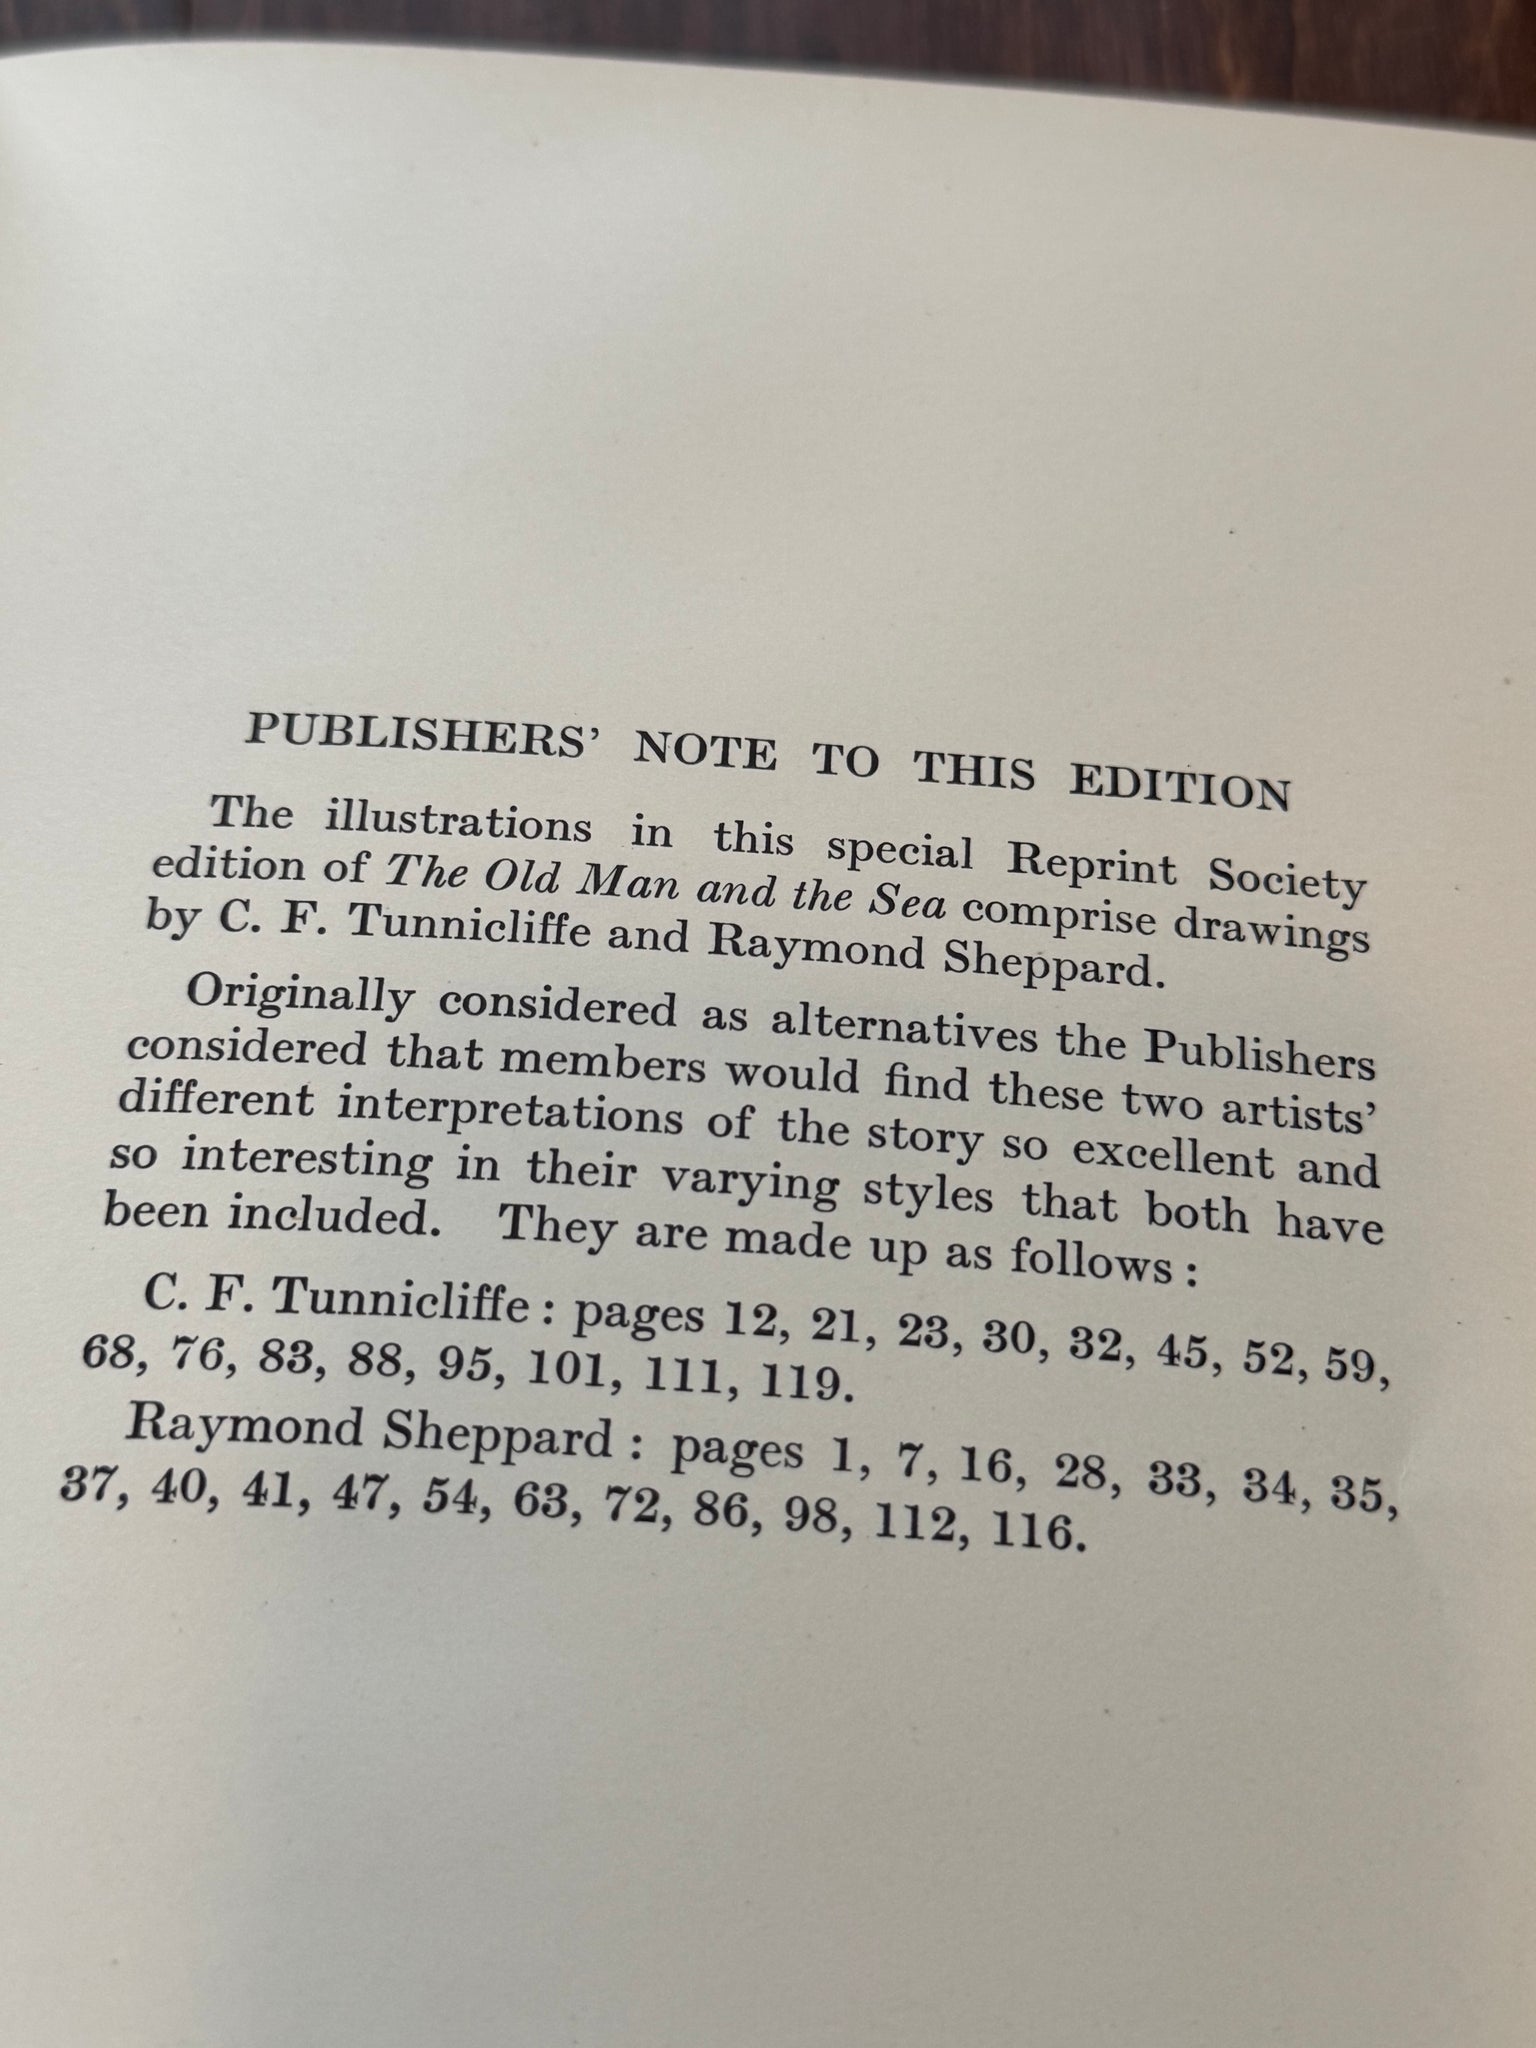 PUBLISHERS’ NOTE TO THIS EDITION
The illustrations in this special Reprint Society
edition of The Old Man and the Sea comprise drawings
by C. F. Tunnicliffe and Raymond Sheppard.
Originally considered as alternatives the Publishers
considered that members would find these two artists’
different interpretations of the story so excellent and
so interesting in their varying styles that both have
been included. They are made up as follows :
C. F. Tunnicliffe : pages 12, 21, 23, 30, 32, 45, 52, 59,
68, 76, 83, 88, 95, 101, 111, 119.
Raymond Sheppard : pages 1, 7, 16, 28, 33, 34, 35,
37, 40, 41, 47, 54, 63, 72, 86, 98, 112, 116.